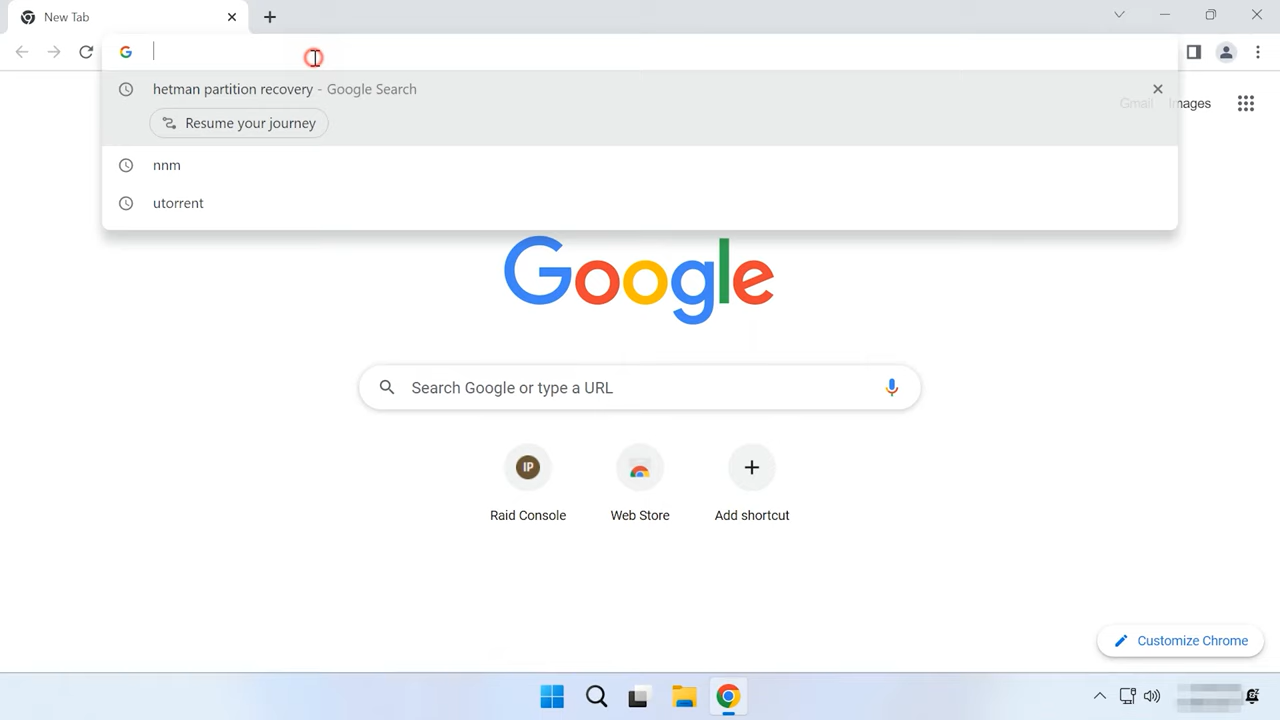 New Tab
hetman partition recovery - Google Search
Resume your journey
nnm
utorrent
Gmail Images
Google
Search Google or type a URL
IP
Raid Console
Web Store
Add shortcut
Customize Chrome